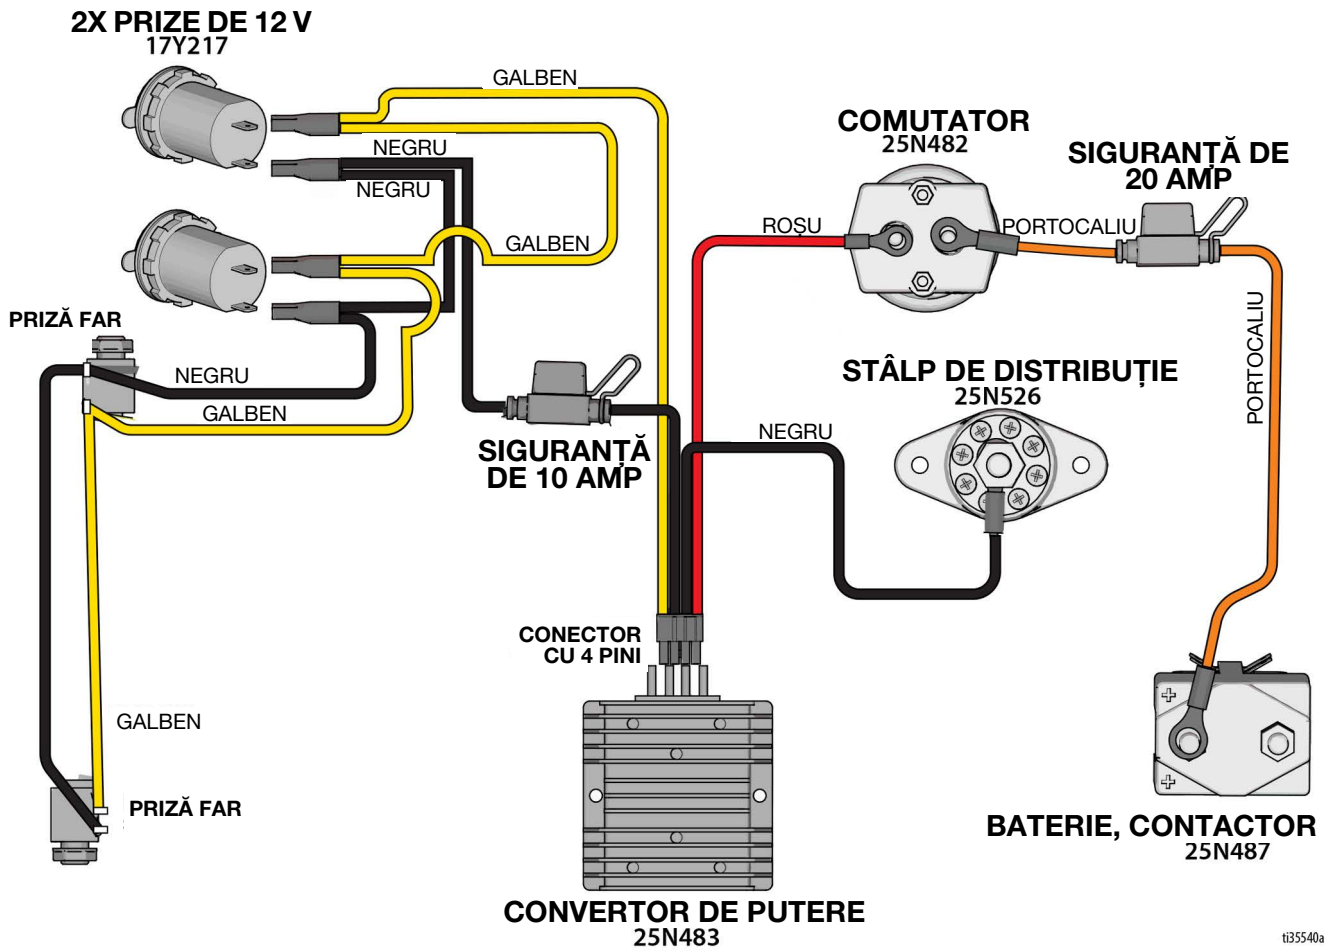 2X PRIZE DE 12 V
17Y217
GALBEN
NEGRU
NEGRU
GALBEN
PRIZĂ FAR
NEGRU
GALBEN
SIGURANȚĂ
DE 10 AMP
COMUTATOR
25N482
SIGURANȚĂ DE
20 AMP
ROȘU
PORTOCALIU
PORTOCALIU
STÂLP DE DISTRIBUȚIE
25N526
NEGRU
CONECTOR
CU 4 PINI
GALBEN
PRIZĂ FAR
BATERIE, CONTACTOR
25N487
CONVERTOR DE PUTERE
25N483
ti35540a